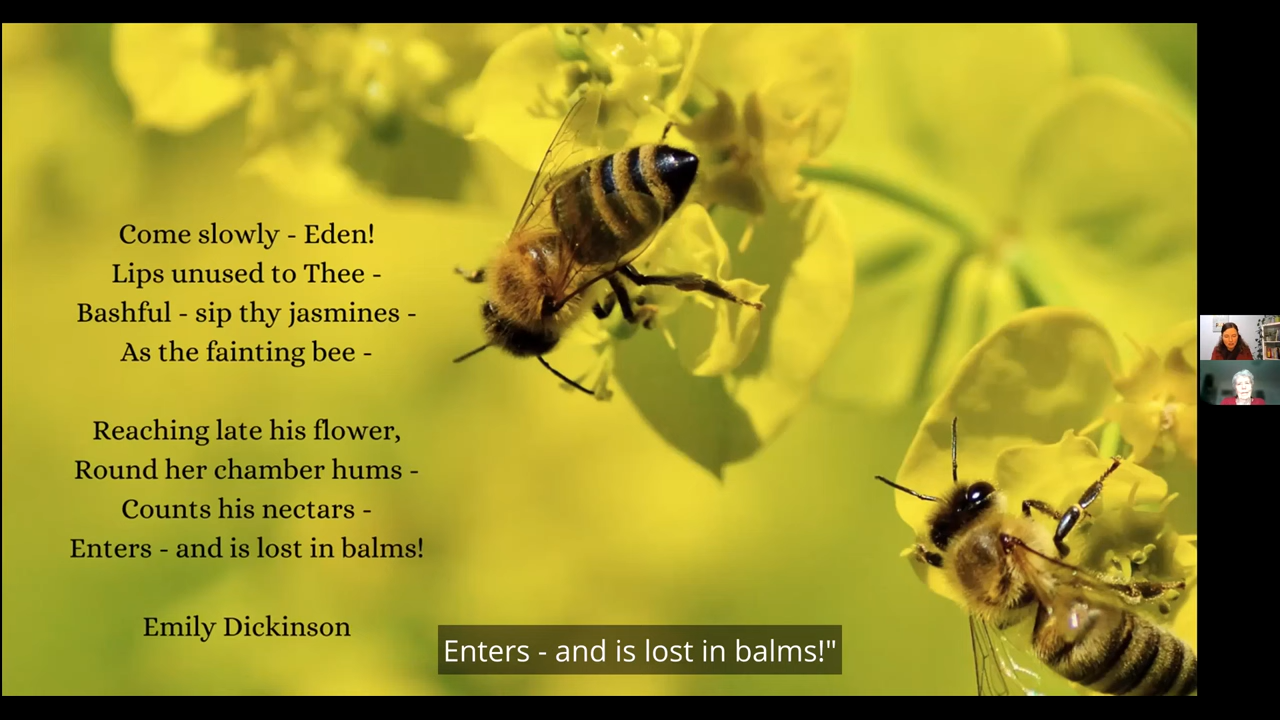 Come slowly - Eden!
Lips unused to Thee -
Bashful - sip thy jasmines -
As the fainting bee -
Reaching late his flower,
Round her chamber hums -
Counts his nectars -
Enters - and is lost in balms!
Emily Dickinson
Enters - and is lost in balms!"